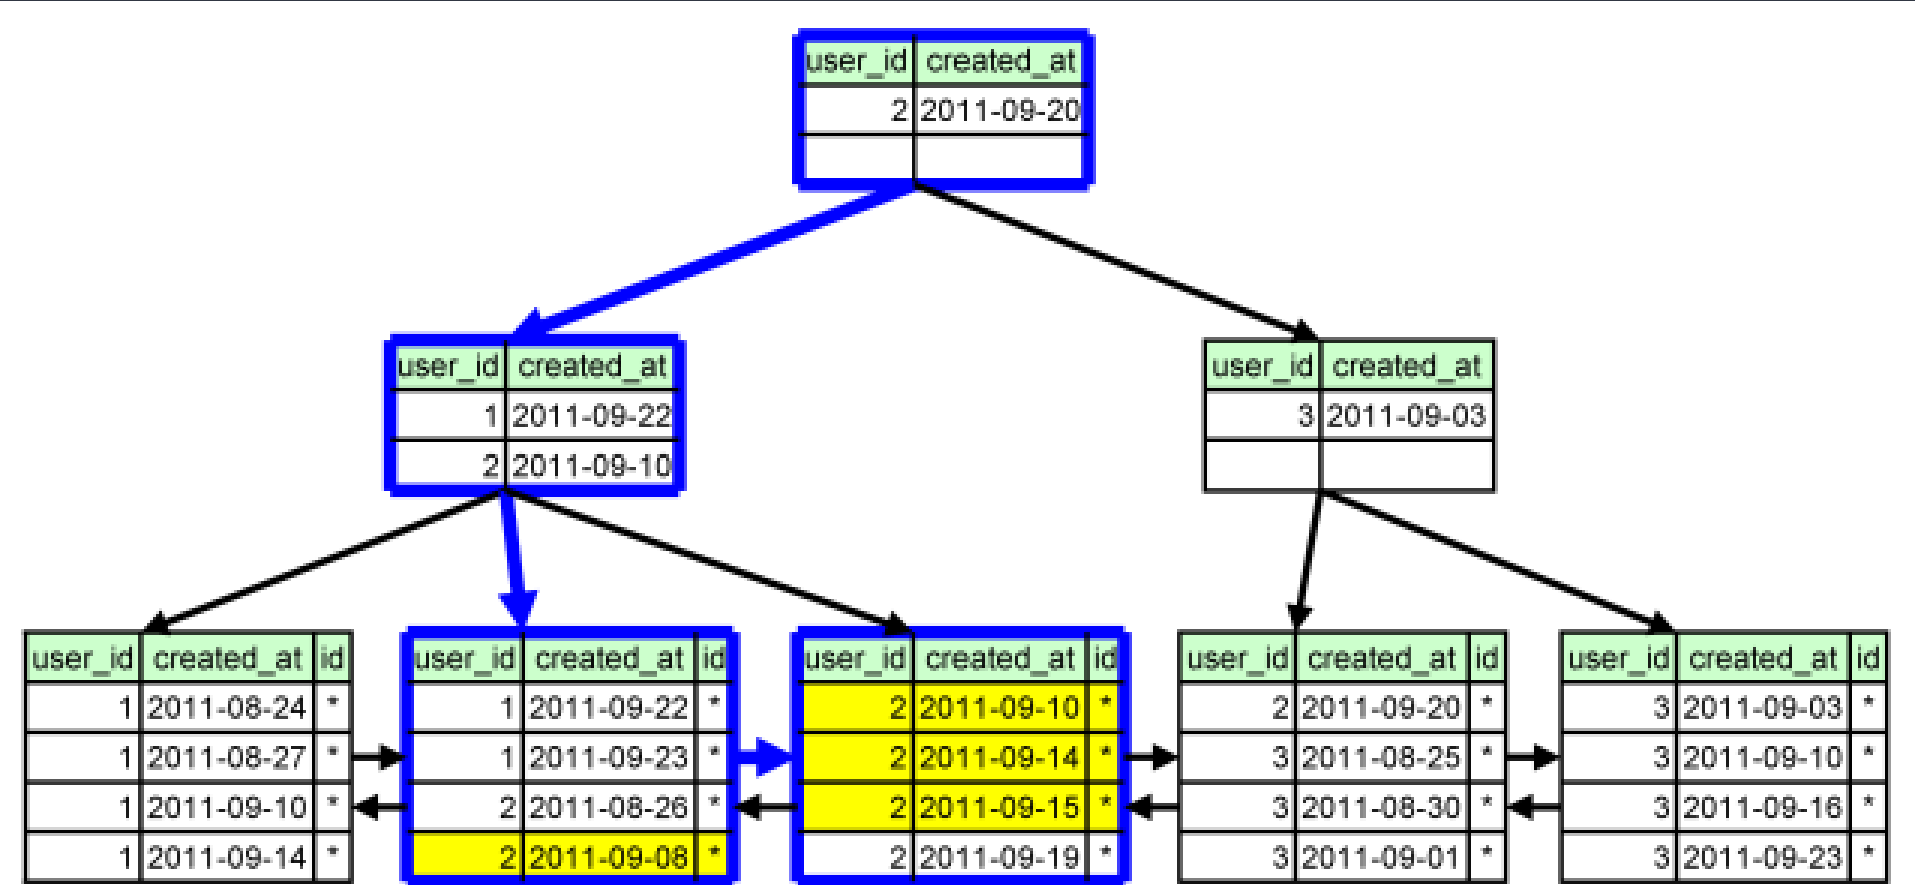 user_id created_at
2 2011-09-20
user_id created_at
1 2011-09-22
2 2011-09-10
user_id created_at
3 2011-09-03
user_id created_at id
1 2011-08-24 *
1 2011-08-27 *
1 2011-09-10 *
1 2011-09-14 *
user_id created_at id
1 2011-09-22 *
1 2011-09-23 *
2 2011-08-26 *
2 2011-09-08 *
user_id created_at id
2 2011-09-10 *
2 2011-09-14 *
2 2011-09-15 *
2 2011-09-19 *
user_id created_at id
2 2011-09-20 *
3 2011-08-25 *
3 2011-08-30 *
3 2011-09-01 *
user_id created_at id
3 2011-09-03 *
3 2011-09-10 *
3 2011-09-16 *
3 2011-09-23 *